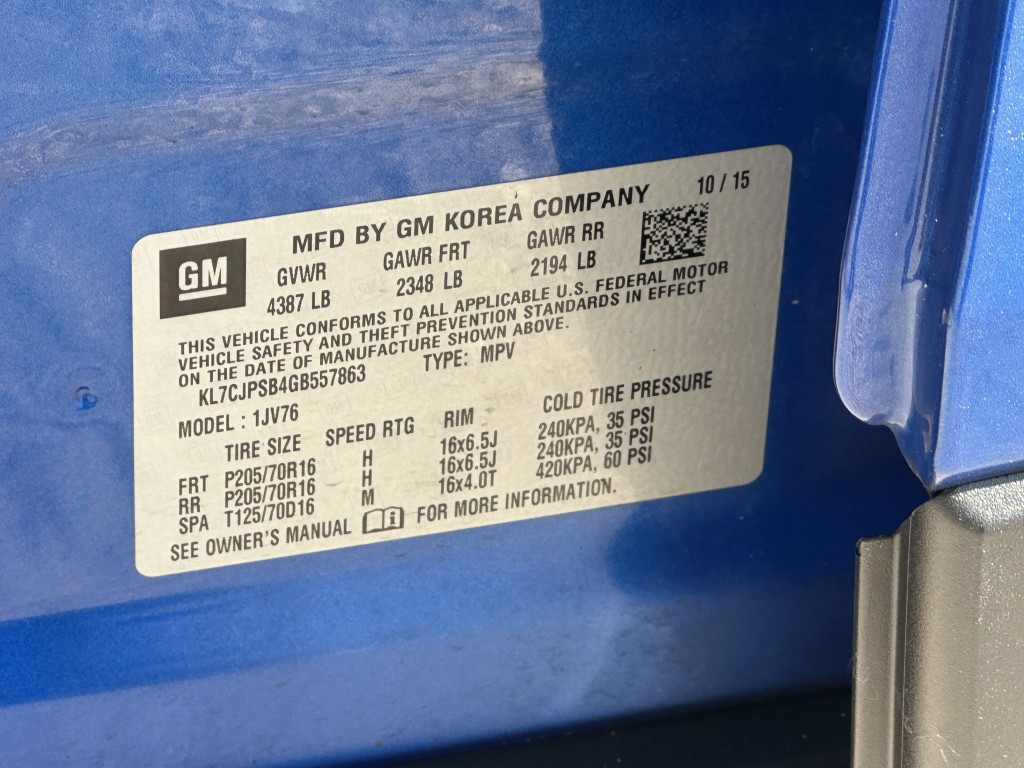 MFD BY GM KOREA COMPANY 10 / 15
GM
GVWR GAWR FRT GAWR RR
4387 LB 2348 LB 2194 LB
THIS VEHICLE CONFORMS TO ALL APPLICABLE U.S. FEDERAL MOTOR
VEHICLE SAFETY AND THEFT PREVENTION STANDARDS IN EFFECT
ON THE DATE OF MANUFACTURE SHOWN ABOVE.
KL7CJPSB4GB557863 TYPE: MPV
MODEL : 1JV76
TIRE SIZE SPEED RTG RIM COLD TIRE PRESSURE
FRT P205/70R16 H 16x6.5J 240KPA, 35 PSI
RR P205/70R16 H 16x6.5J 240KPA, 35 PSI
SPA T125/70D16 M 16x4.0T 420KPA, 60 PSI
SEE OWNER'S MANUAL i FOR MORE INFORMATION.